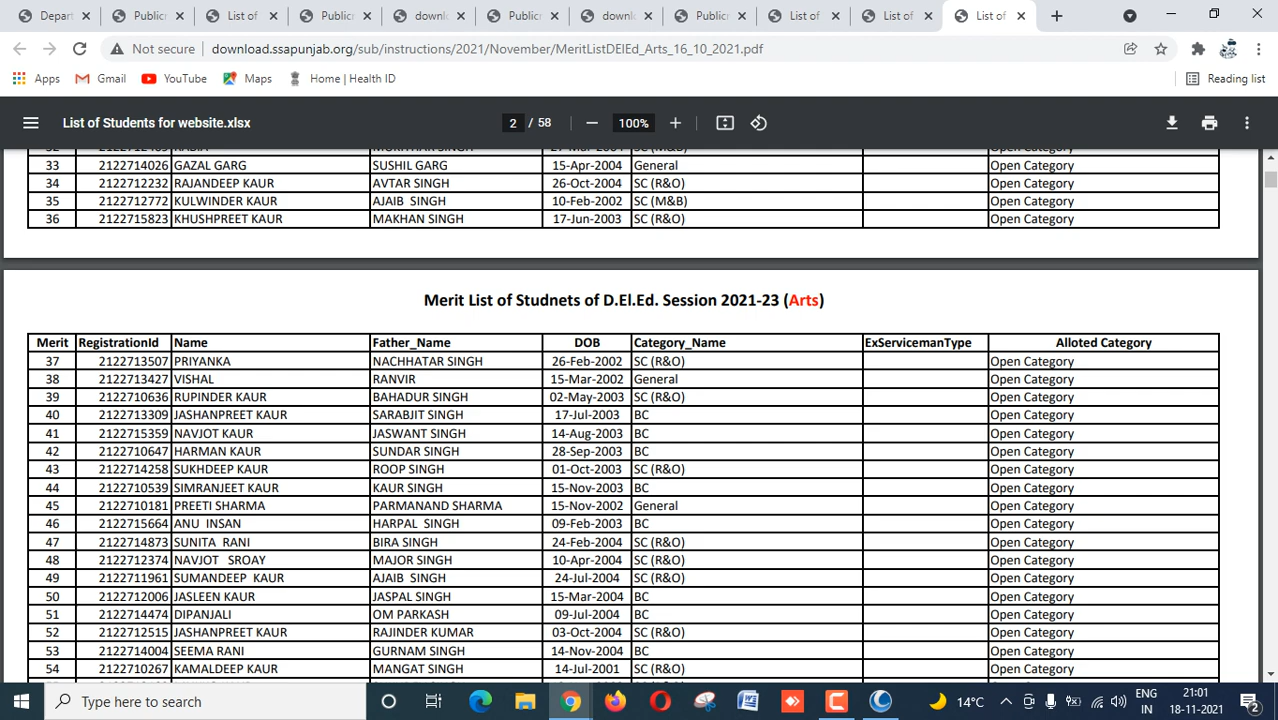 Depart Publicr List of Publicr downl Publicr downl Publicr List of List of List of
Not secure download.ssapunjab.org/sub/instructions/2021/November/MeritListDElEd_Arts_16_10_2021.pdf
Apps Gmail YouTube Maps Home | Health ID Reading list
List of Students for website.xlsx 2 / 58 100%
33 2122714026 GAZAL GARG SUSHIL GARG 15-Apr-2004 General Open Category
34 2122712232 RAJANDEEP KAUR AVTAR SINGH 26-Oct-2004 SC (R&O) Open Category
35 2122712772 KULWINDER KAUR AJAIB SINGH 10-Feb-2002 SC (M&B) Open Category
36 2122715823 KHUSHPREET KAUR MAKHAN SINGH 17-Jun-2003 SC (R&O) Open Category
Merit List of Studnets of D.El.Ed. Session 2021-23 (Arts)
Merit RegistrationId Name Father_Name DOB Category_Name ExServicemanType Alloted Category
37 2122713507 PRIYANKA NACHHATAR SINGH 26-Feb-2002 SC (R&O) Open Category
38 2122713427 VISHAL RANVIR 15-Mar-2002 General Open Category
39 2122710636 RUPINDER KAUR BAHADUR SINGH 02-May-2003 SC (R&O) Open Category
40 2122713309 JASHANPREET KAUR SARABJIT SINGH 17-Jul-2003 BC Open Category
41 2122715359 NAVJOT KAUR JASWANT SINGH 14-Aug-2003 BC Open Category
42 2122710647 HARMAN KAUR SUNDAR SINGH 28-Sep-2003 BC Open Category
43 2122714258 SUKHDEEP KAUR ROOP SINGH 01-Oct-2003 SC (R&O) Open Category
44 2122710539 SIMRANJEET KAUR KAUR SINGH 15-Nov-2003 BC Open Category
45 2122710181 PREETI SHARMA PARMANAND SHARMA 15-Nov-2002 General Open Category
46 2122715664 ANU INSAN HARPAL SINGH 09-Feb-2003 BC Open Category
47 2122714873 SUNITA RANI BIRA SINGH 24-Feb-2004 SC (R&O) Open Category
48 2122712374 NAVJOT SROAY MAJOR SINGH 10-Apr-2004 SC (R&O) Open Category
49 2122711961 SUMANDEEP KAUR AJAIB SINGH 24-Jul-2004 SC (R&O) Open Category
50 2122712006 JASLEEN KAUR JASPAL SINGH 15-Mar-2004 BC Open Category
51 2122714474 DIPANJALI OM PARKASH 09-Jul-2004 BC Open Category
52 2122712515 JASHANPREET KAUR RAJINDER KUMAR 03-Oct-2004 SC (R&O) Open Category
53 2122714004 SEEMA RANI GURNAM SINGH 14-Nov-2004 BC Open Category
54 2122710267 KAMALDEEP KAUR MANGAT SINGH 14-Jul-2001 SC (R&O) Open Category
Type here to search 14°C ENG 21:01
IN 18-11-2021 2